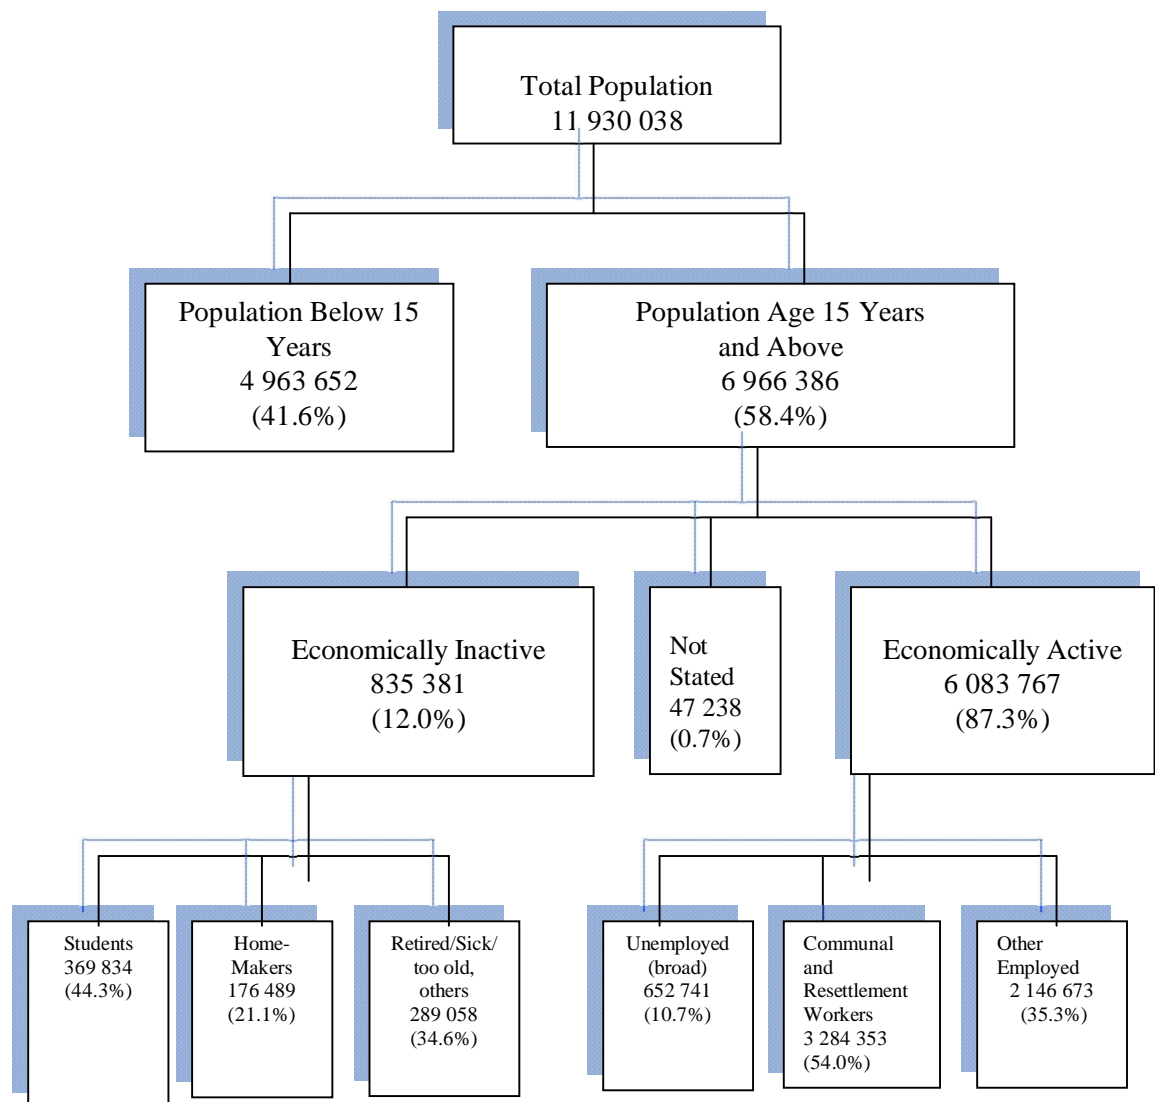 Total Population
11 930 038
Population Below 15
Years
4 963 652
(41.6%)
Population Age 15 Years
and Above
6 966 386
(58.4%)
Economically Inactive
835 381
(12.0%)
Not
Stated
47 238
(0.7%)
Economically Active
6 083 767
(87.3%)
Students
369 834
(44.3%)
Home-
Makers
176 489
(21.1%)
Retired/Sick/
too old,
others
289 058
(34.6%)
Unemployed
(broad)
652 741
(10.7%)
Communal
and
Resettlement
Workers
3 284 353
(54.0%)
Other
Employed
2 146 673
(35.3%)